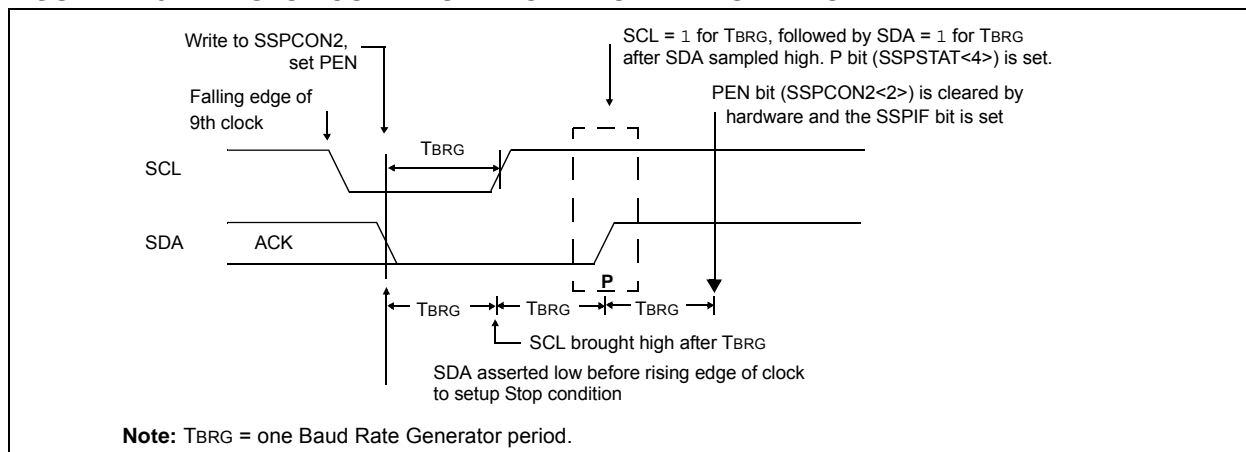 Write to SSPCON2,
set PEN
SCL = 1 for TBRG, followed by SDA = 1 for TBRG
after SDA sampled high. P bit (SSPSTAT<4>) is set.
Falling edge of
9th clock
PEN bit (SSPCON2<2>) is cleared by
hardware and the SSPIF bit is set
TBRG
SCL
SDA
ACK
P
TBRG
TBRG
TBRG
SCL brought high after TBRG
SDA asserted low before rising edge of clock
to setup Stop condition
Note: TBRG = one Baud Rate Generator period.